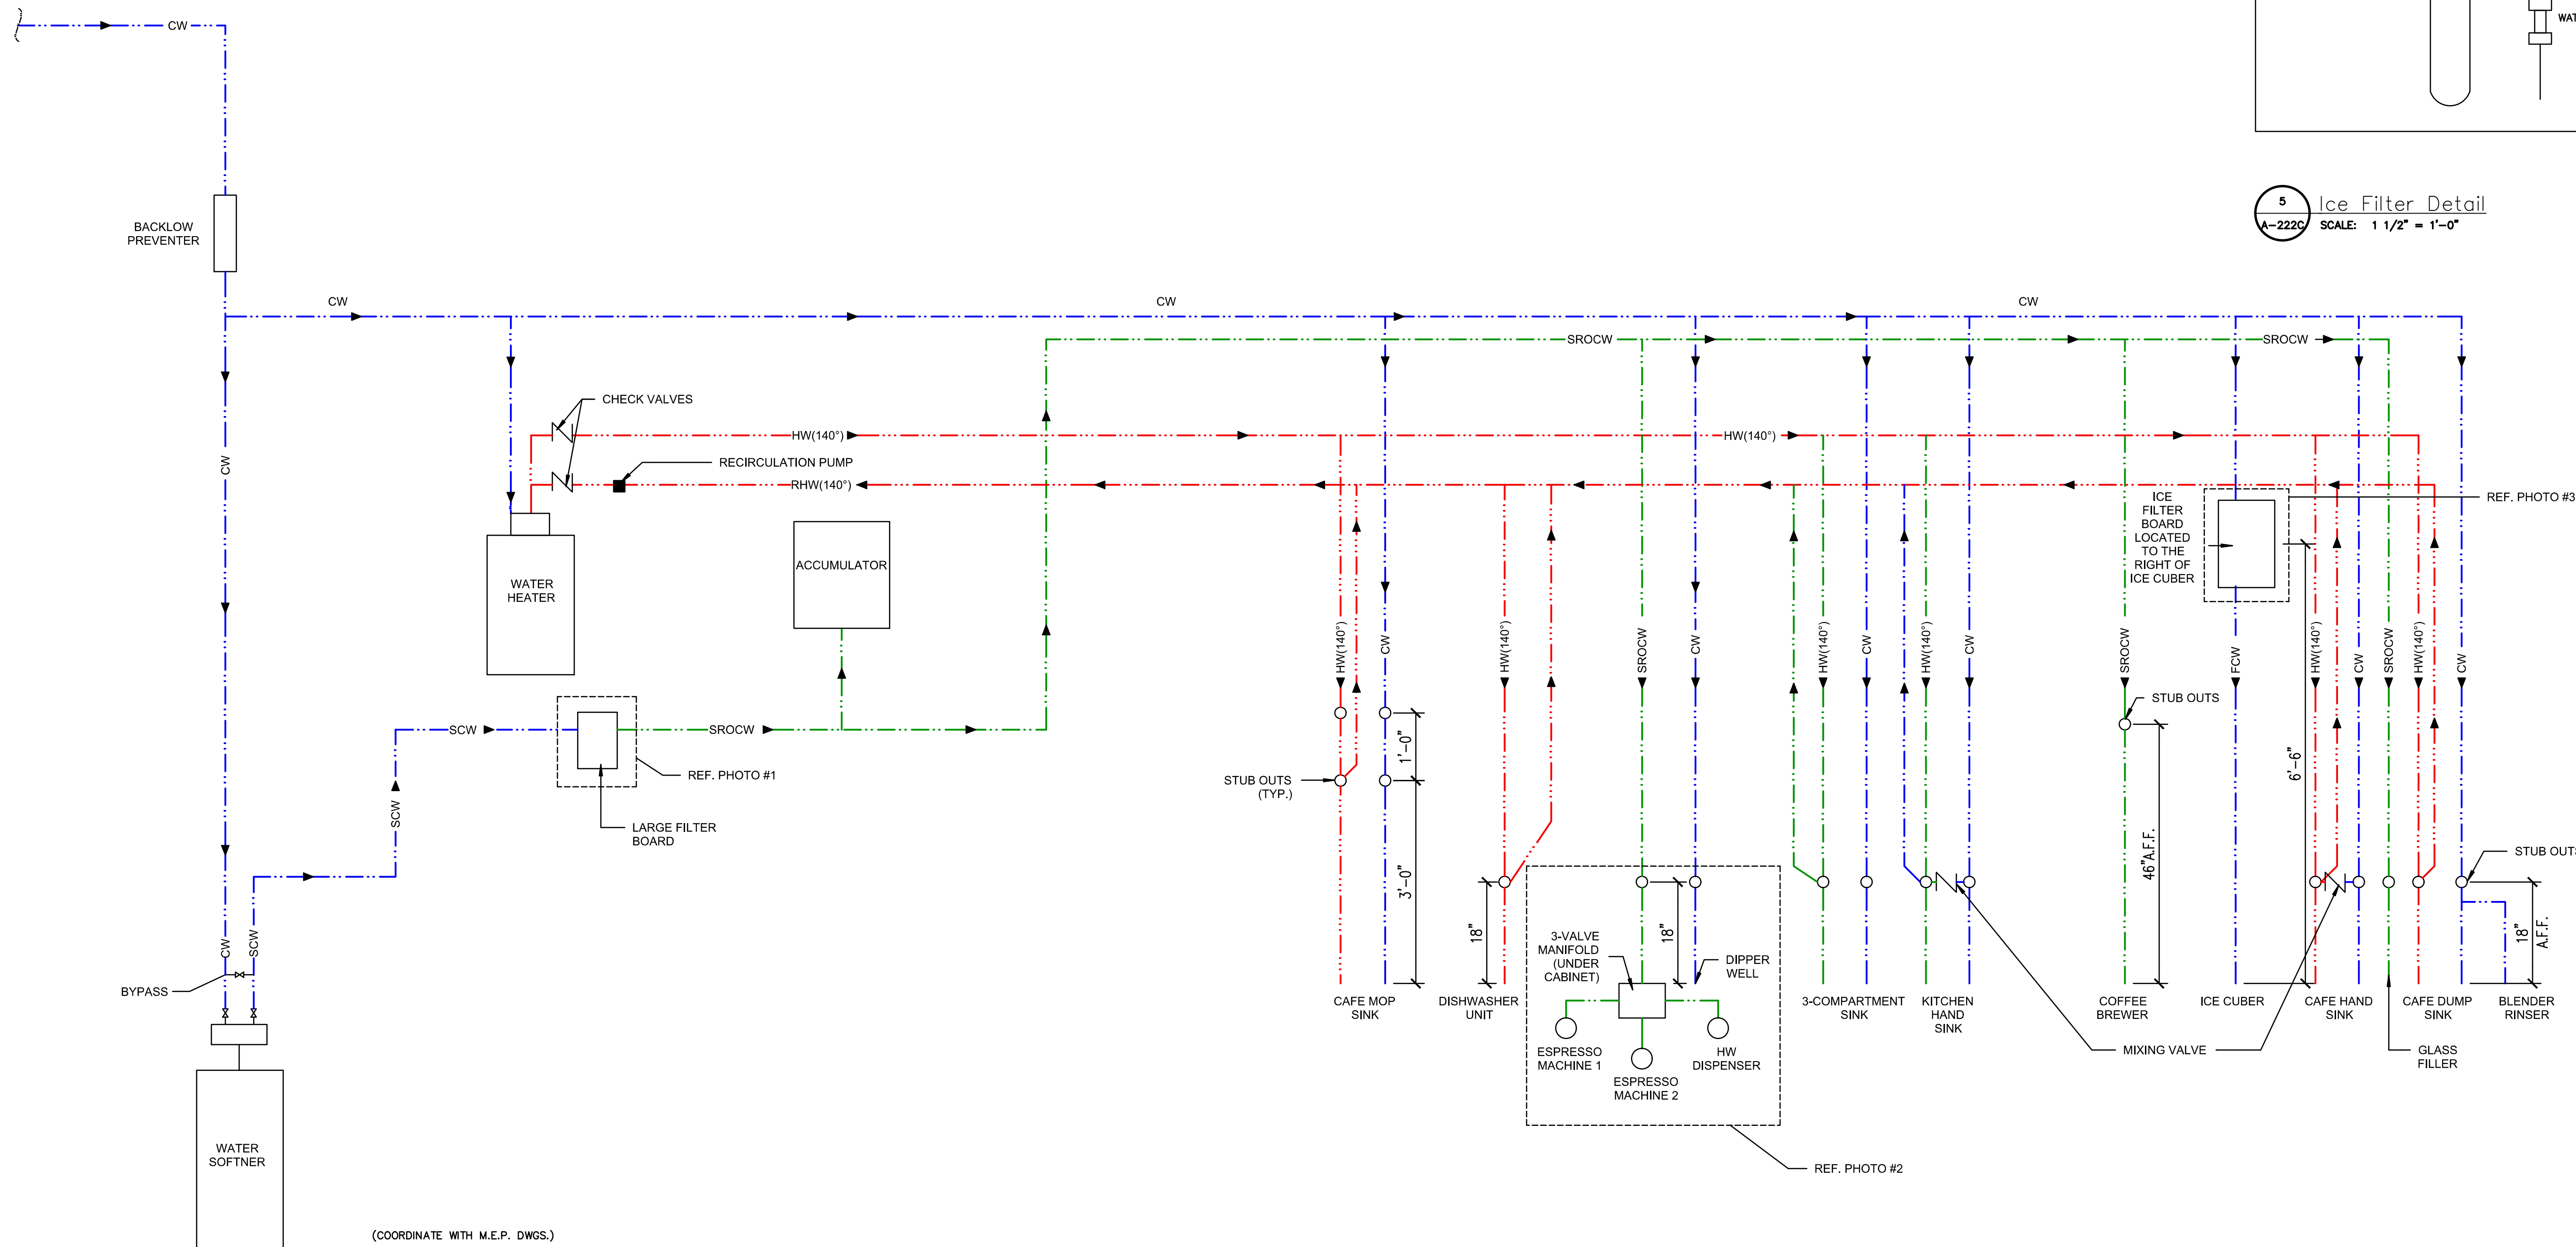 CW
WAT
BACKLOW
PREVENTER
5
A-222C
Ice Filter Detail
SCALE: 1 1/2" = 1'-0"
CW
CW
CW
SROCW
SROCW
CHECK VALVES
HW(140°)
HW(140°)
RECIRCULATION PUMP
RHW(140°)
CW
ICE
FILTER
BOARD
LOCATED
TO THE
RIGHT OF
ICE CUBER
REF. PHOTO #3
ACCUMULATOR
WATER
HEATER
HW(140°)
CW
HW(140°)
SROCW
CW
HW(140°)
CW
HW(140°)
CW
SROCW
FCW
HW(140°)
CW
SROCW
HW(140°)
CW
STUB OUTS
SCW
SROCW
REF. PHOTO #1
LARGE FILTER
BOARD
SCW
STUB OUTS
(TYP.)
1'-0"
3'-0"
6'-6"
46"A.F.F.
STUB OUTS
18"
18"
18"
A.F.F.
CW
SCW
BYPASS
3-VALVE
MANIFOLD
(UNDER
CABINET)
DIPPER
WELL
CAFE MOP
SINK
DISHWASHER
UNIT
3-COMPARTMENT
SINK
KITCHEN
HAND
SINK
COFFEE
BREWER
ICE CUBER
CAFE HAND
SINK
CAFE DUMP
SINK
BLENDER
RINSER
ESPRESSO
MACHINE 1
ESPRESSO
MACHINE 2
HW
DISPENSER
MIXING VALVE
GLASS
FILLER
REF. PHOTO #2
WATER
SOFTNER
(COORDINATE WITH M.E.P. DWGS.)